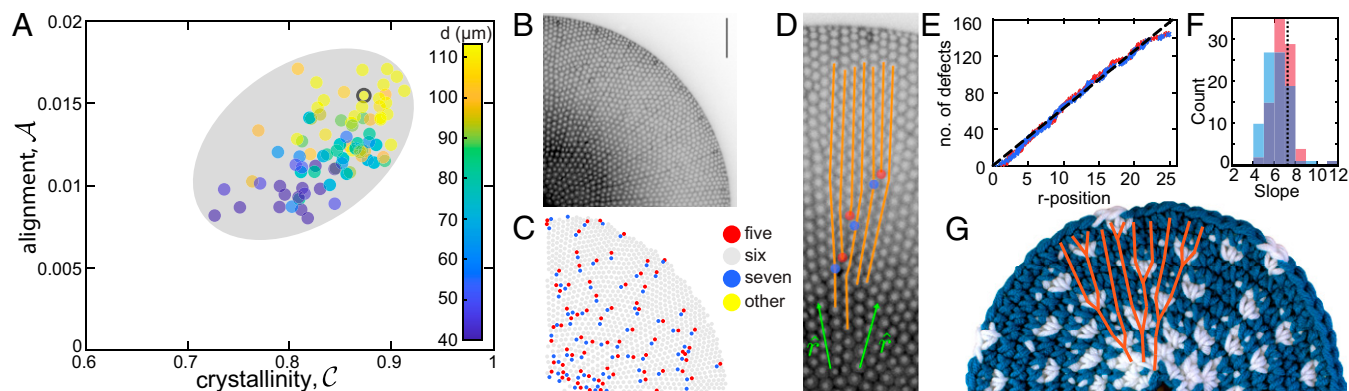 A
0.02
0.015
0.01
0.005
0
0.6
0.7
0.8
0.9
1
alignment, 𝒜
crystallinity, 𝒞
d (μm)
110
100
90
80
70
60
50
40
B
C
five
six
seven
other
D
r̂
r̂
E
160
120
80
40
0
0 5 10 15 20 25
no. of defects
r-position
F
30
20
10
0
2 4 6 8 10 12
Count
Slope
G